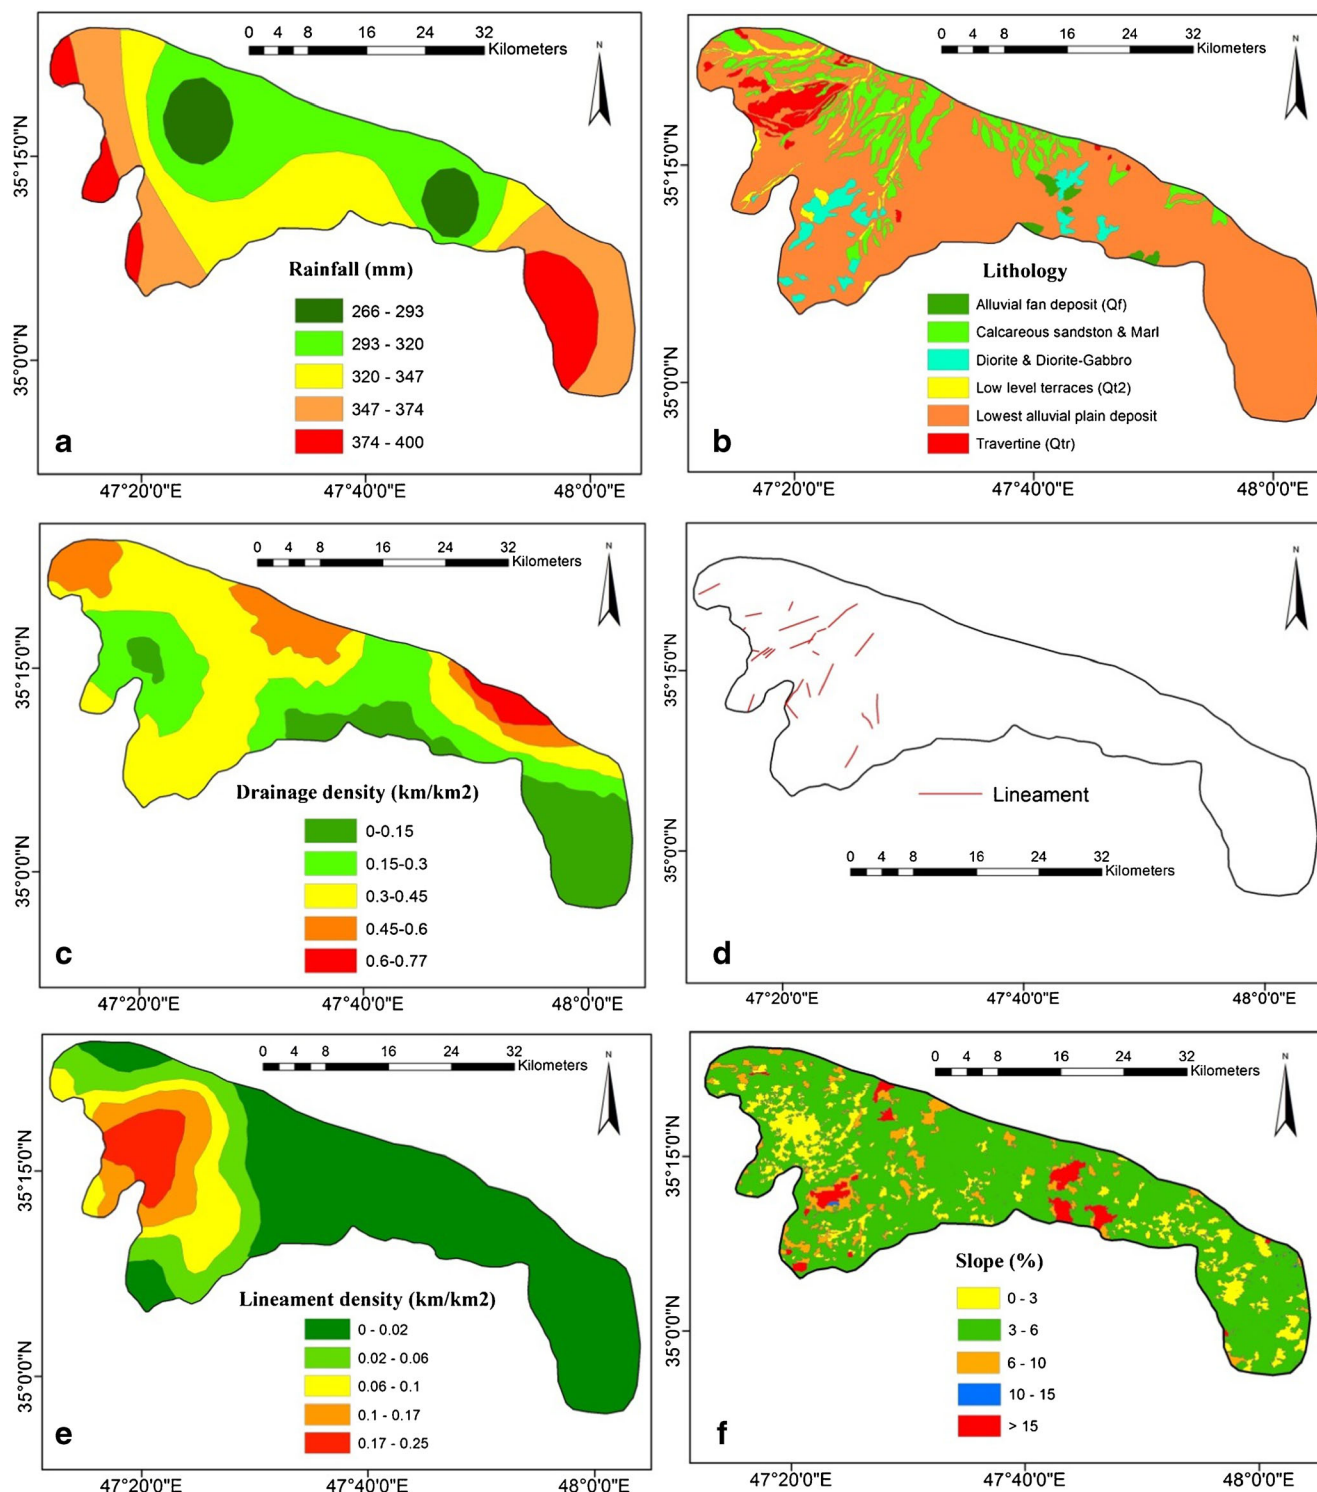 0 4 8 16 24 32
Kilometers
N
35°15'0"N
35°0'0"N
Rainfall (mm)
266 - 293
293 - 320
320 - 347
347 - 374
374 - 400
a
47°20'0"E 47°40'0"E 48°0'0"E
0 4 8 16 24 32
Kilometers
N
35°15'0"N
35°0'0"N
Lithology
Alluvial fan deposit (Qf)
Calcareous sandston & Marl
Diorite & Diorite-Gabbro
Low level terraces (Qt2)
Lowest alluvial plain deposit
Travertine (Qtr)
b
47°20'0"E 47°40'0"E 48°0'0"E
0 4 8 16 24 32
Kilometers
N
35°15'0"N
35°0'0"N
Drainage density (km/km2)
0-0.15
0.15-0.3
0.3-0.45
0.45-0.6
0.6-0.77
c
47°20'0"E 47°40'0"E 48°0'0"E
N
35°15'0"N
35°0'0"N
Lineament
0 4 8 16 24 32
Kilometers
d
47°20'0"E 47°40'0"E 48°0'0"E
0 4 8 16 24 32
Kilometers
N
35°15'0"N
35°0'0"N
Lineament density (km/km2)
0 - 0.02
0.02 - 0.06
0.06 - 0.1
0.1 - 0.17
0.17 - 0.25
e
47°20'0"E 47°40'0"E 48°0'0"E
0 4 8 16 24 32
Kilometers
N
35°15'0"N
35°0'0"N
Slope (%)
0 - 3
3 - 6
6 - 10
10 - 15
> 15
f
47°20'0"E 47°40'0"E 48°0'0"E